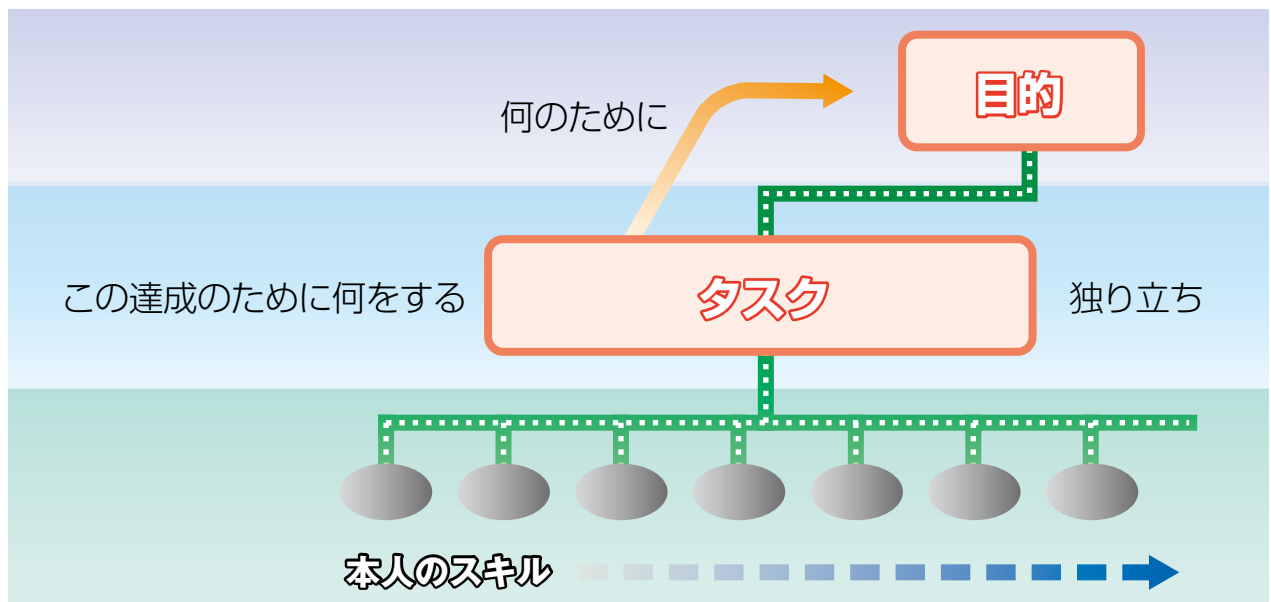 目的
何のために
この達成のために何をする
タスク
独り立ち
本人のスキル